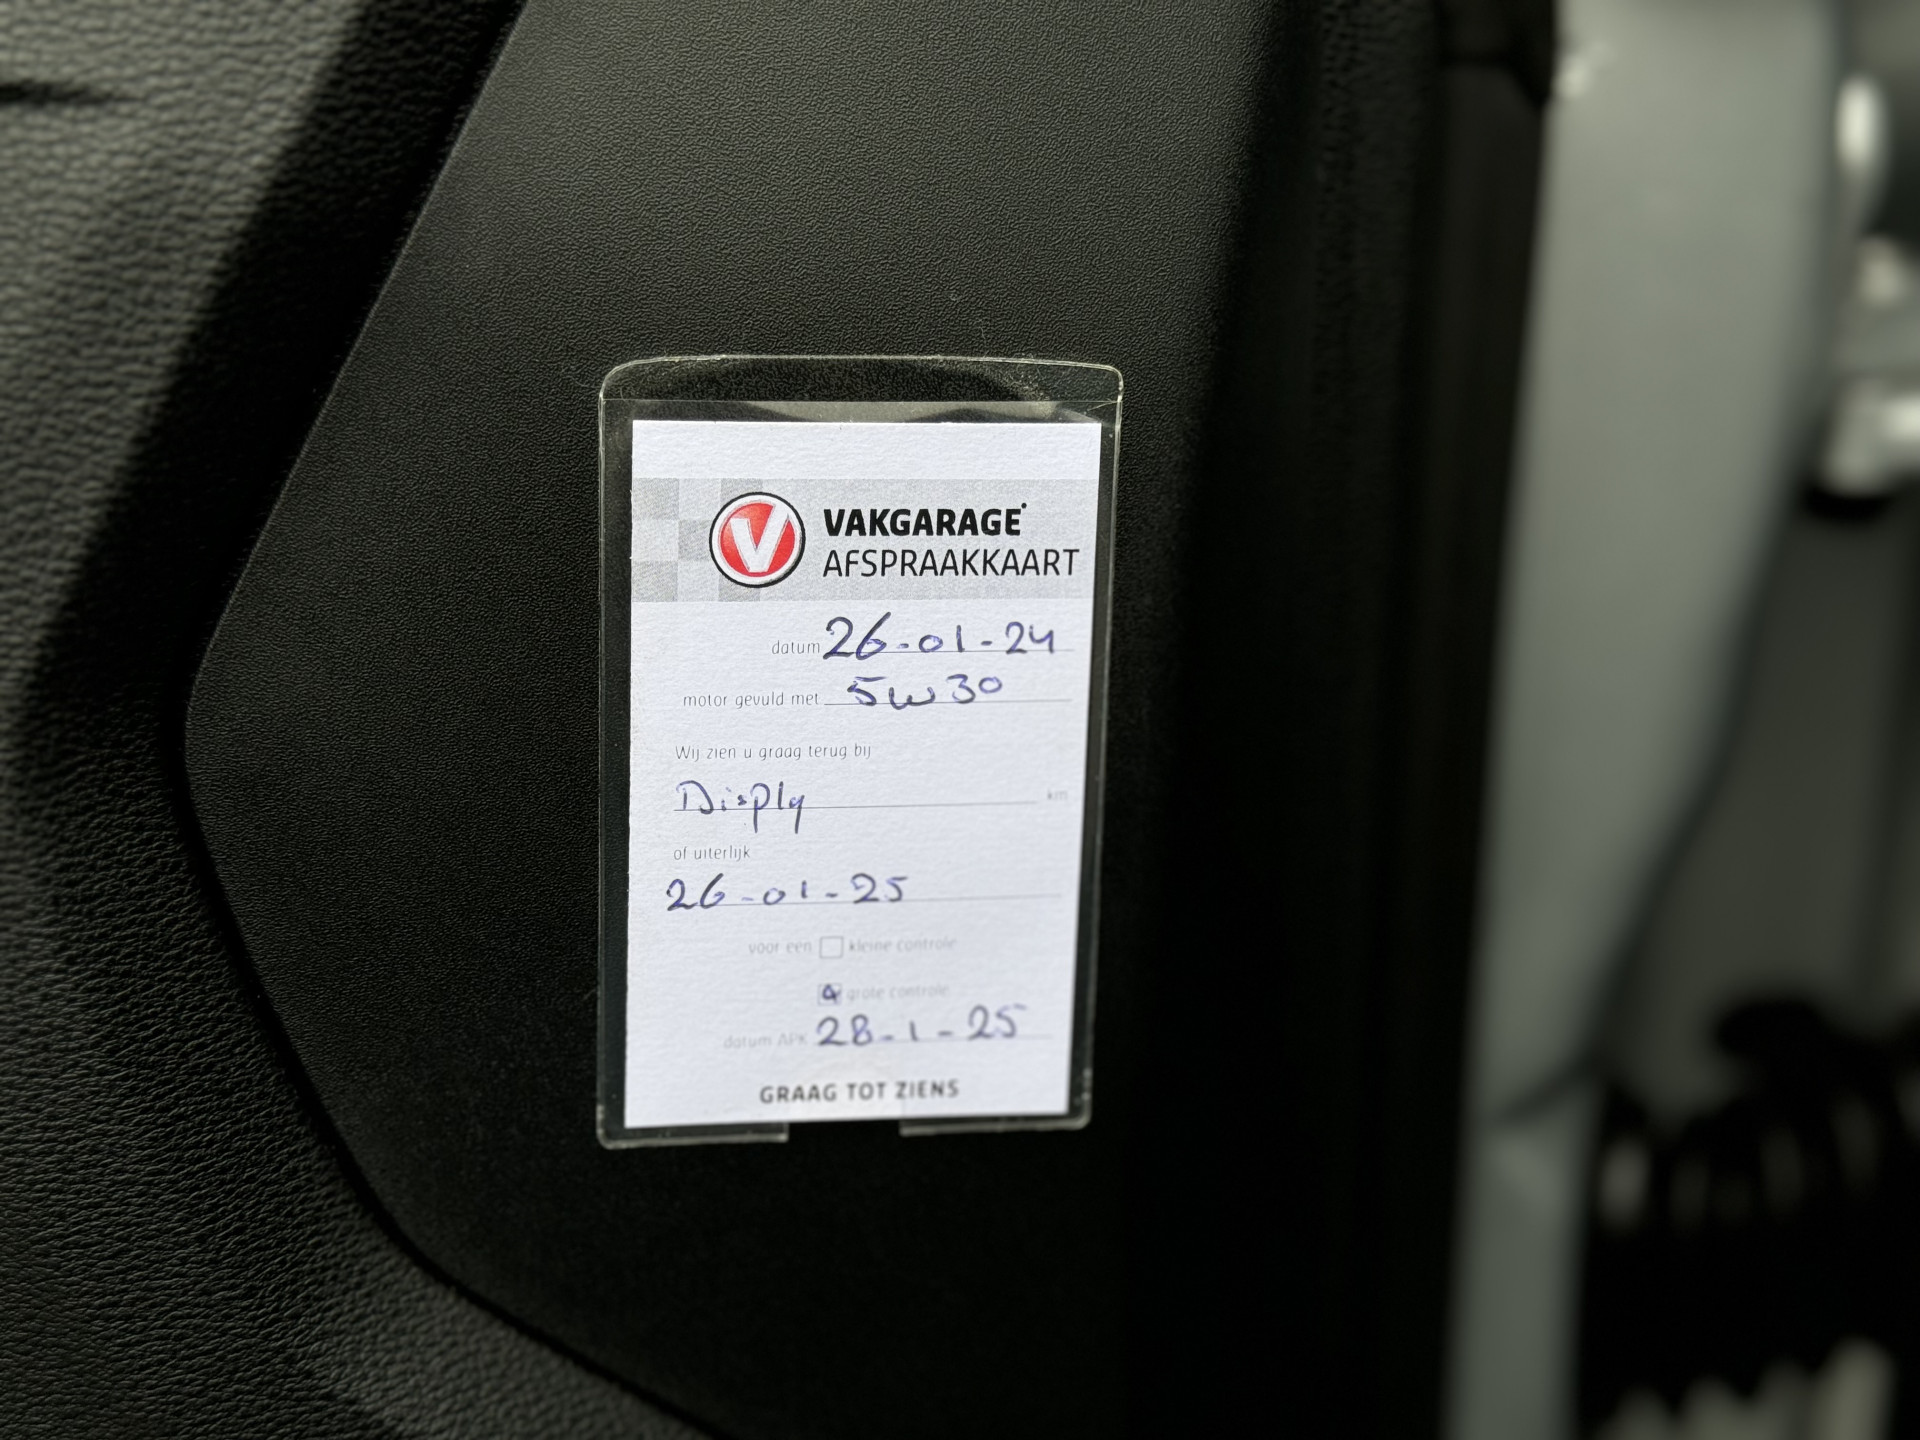 V VAKGARAGE
AFSPRAAKKAART
datum 26-01-24
motor gevuld met 5W30
Wij zien u graag terug bij
Disply km
of uiterlijk
26-01-25
voor een kleine controle
grote controle
datum APK 28-1-25
GRAAG TOT ZIENS